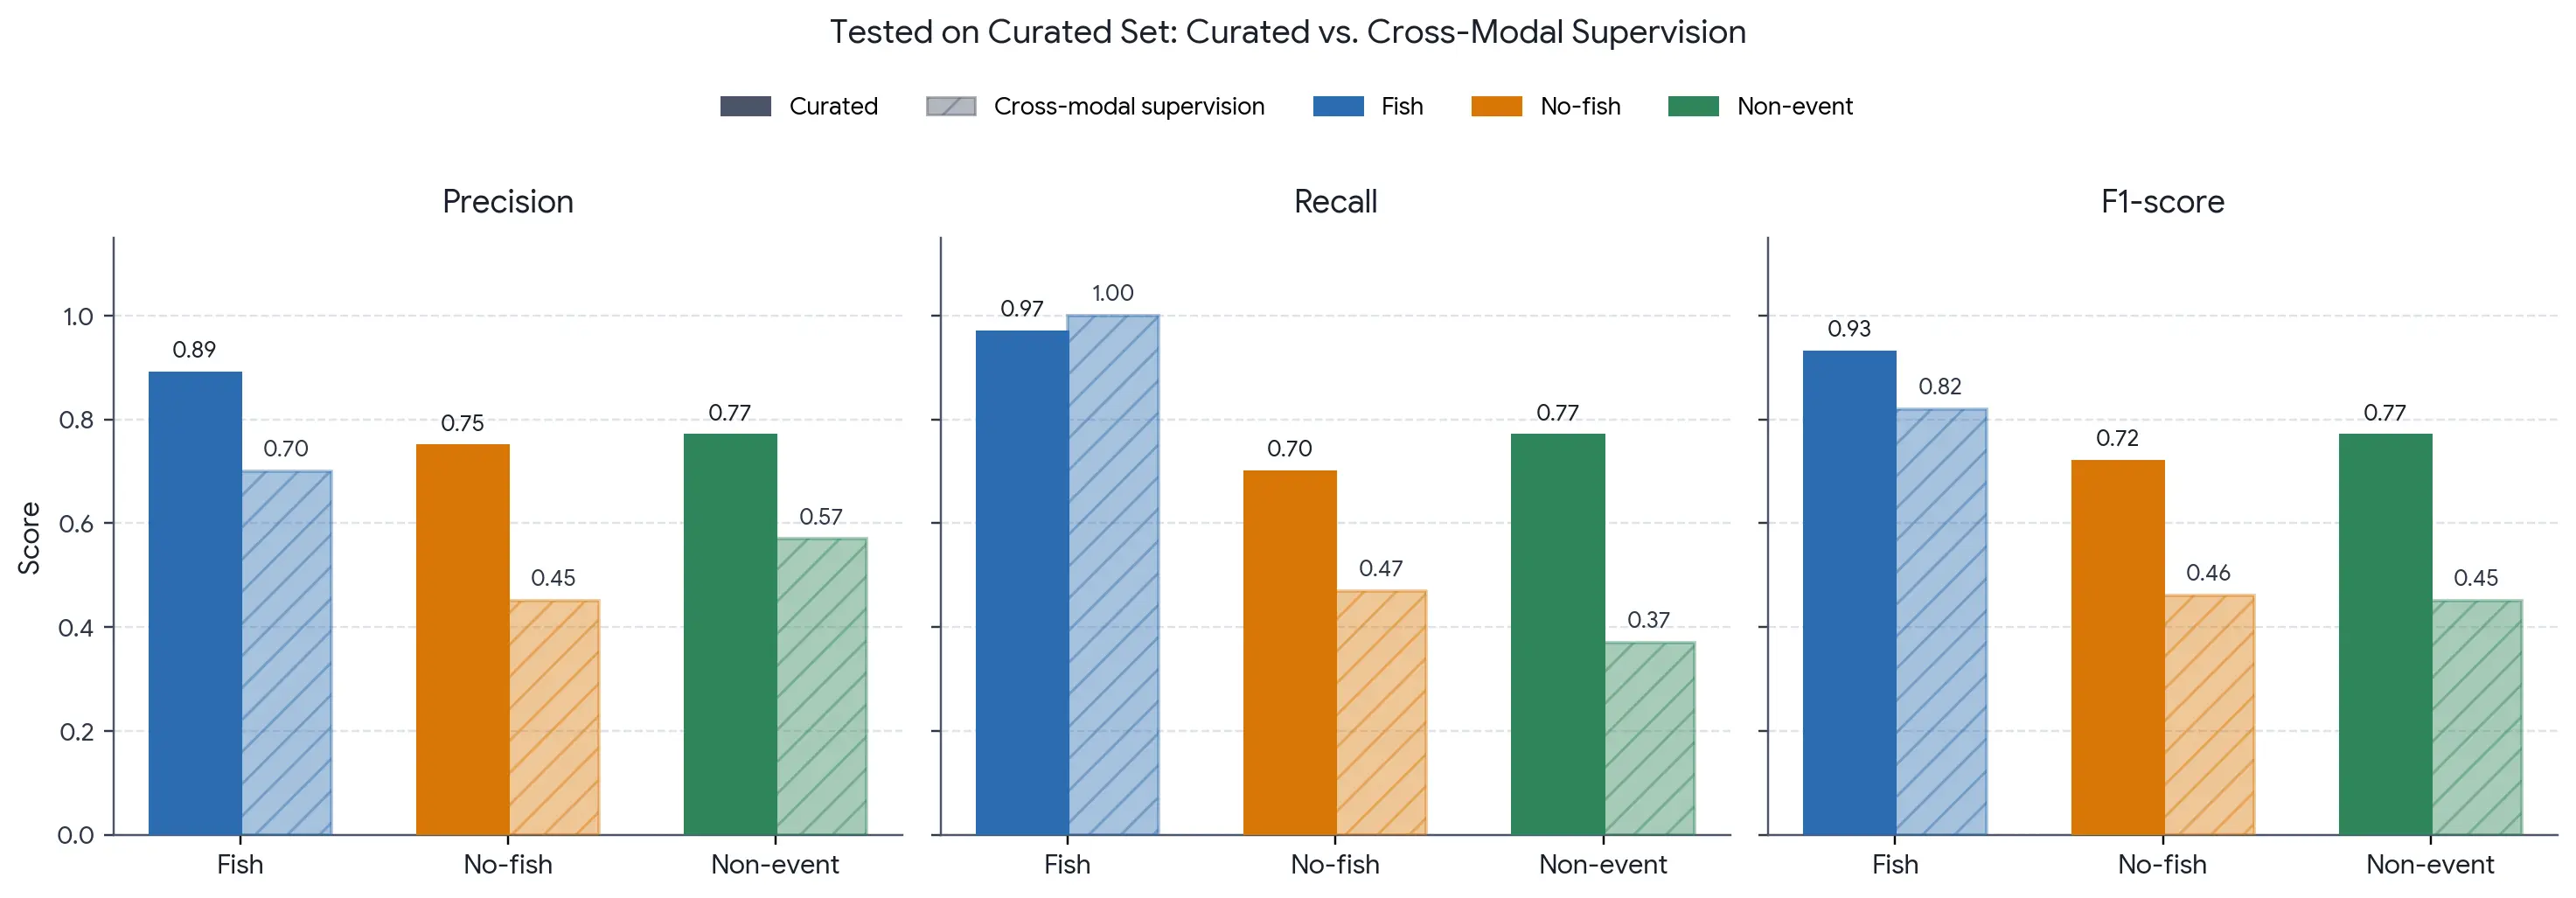 Tested on Curated Set: Curated vs. Cross-Modal Supervision
Curated Cross-modal supervision Fish No-fish Non-event
Precision
Score
1.0
0.8
0.6
0.4
0.2
0.0
0.89
0.70
0.75
0.45
0.77
0.57
Fish No-fish Non-event
Recall
0.97
1.00
0.70
0.47
0.77
0.37
Fish No-fish Non-event
F1-score
0.93
0.82
0.72
0.46
0.77
0.45
Fish No-fish Non-event